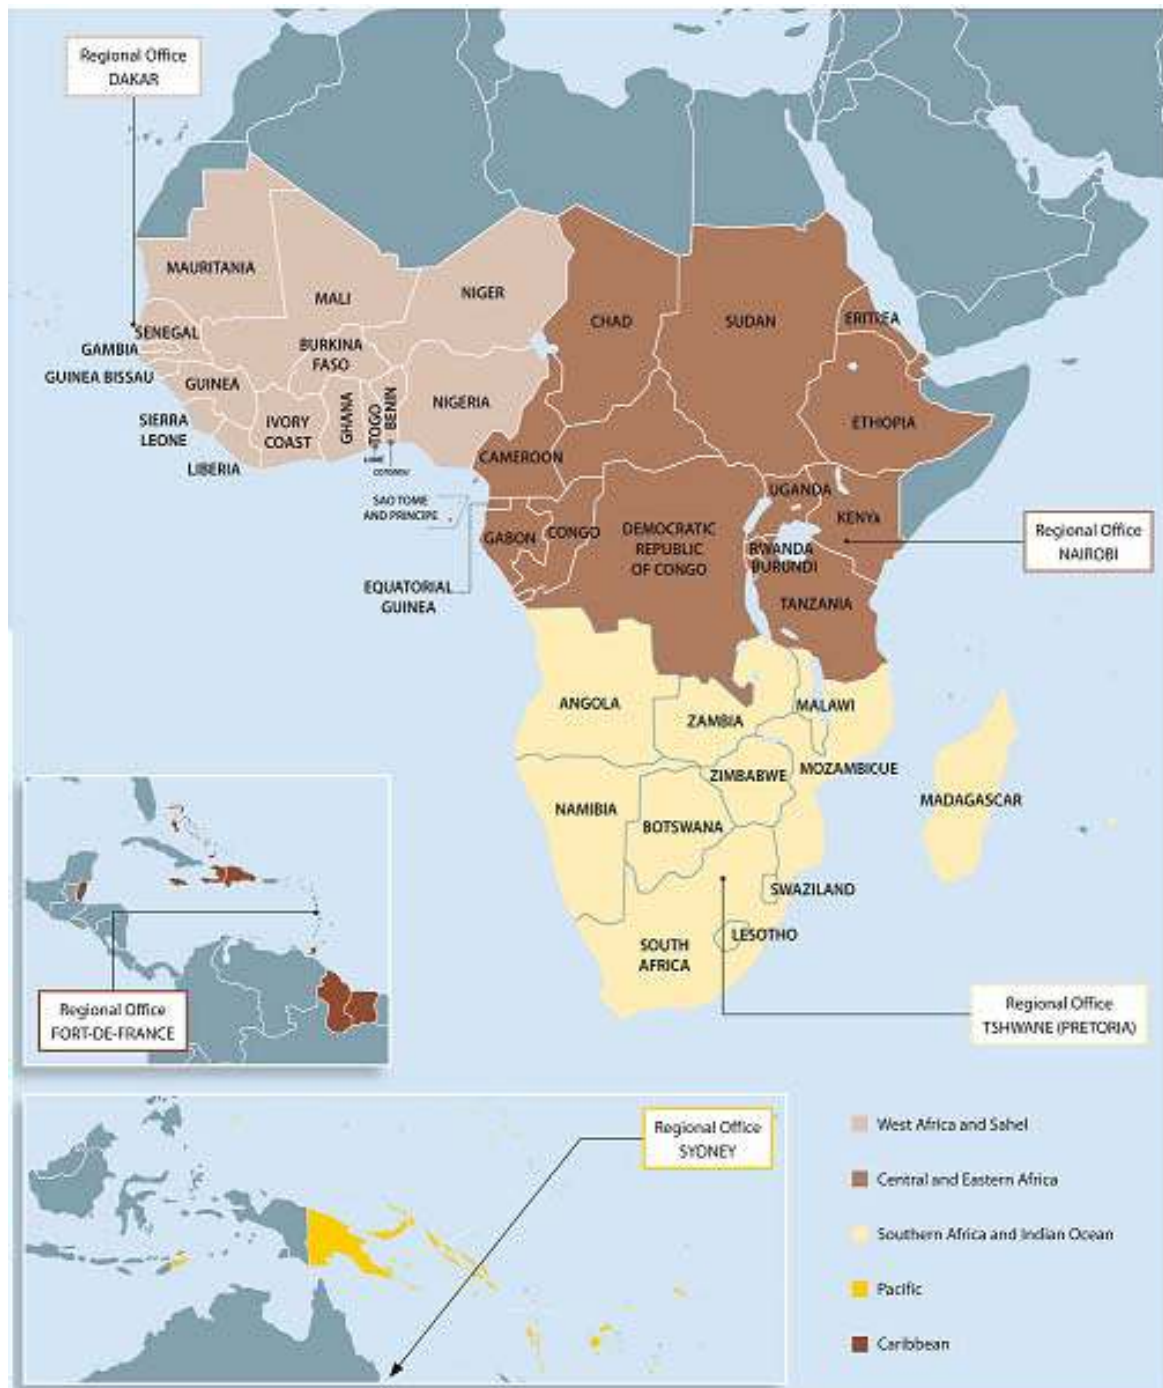 Regional Office
DAKAR
MAURITANIA
MALI
NIGER
CHAD
SUDAN
ERITREA
SENEGAL
GAMBIA
BURKINA
FASO
GUINEA BISSAU
GUINEA
NIGERIA
ETHIOPIA
SIERRA
LEONE
IVORY
COAST
GHANA
TOGO
BENIN
LIBERIA
LOME
COTONOU
CAMEROON
UGANDA
KENYA
SAO TOME
AND PRINCIPE
GABON
CONGO
DEMOCRATIC
REPUBLIC
OF CONGO
RWANDA
BURUNDI
Regional Office
NAIROBI
EQUATORIAL
GUINEA
TANZANIA
ANGOLA
ZAMBIA
MALAWI
ZIMBABWE
MOZAMBIQUE
NAMIBIA
BOTSWANA
MADAGASCAR
SWAZILAND
SOUTH
AFRICA
LESOTHO
Regional Office
FORT-DE-FRANCE
Regional Office
TSHWANE (PRETORIA)
Regional Office
SYDNEY
West Africa and Sahel
Central and Eastern Africa
Southern Africa and Indian Ocean
Pacific
Caribbean